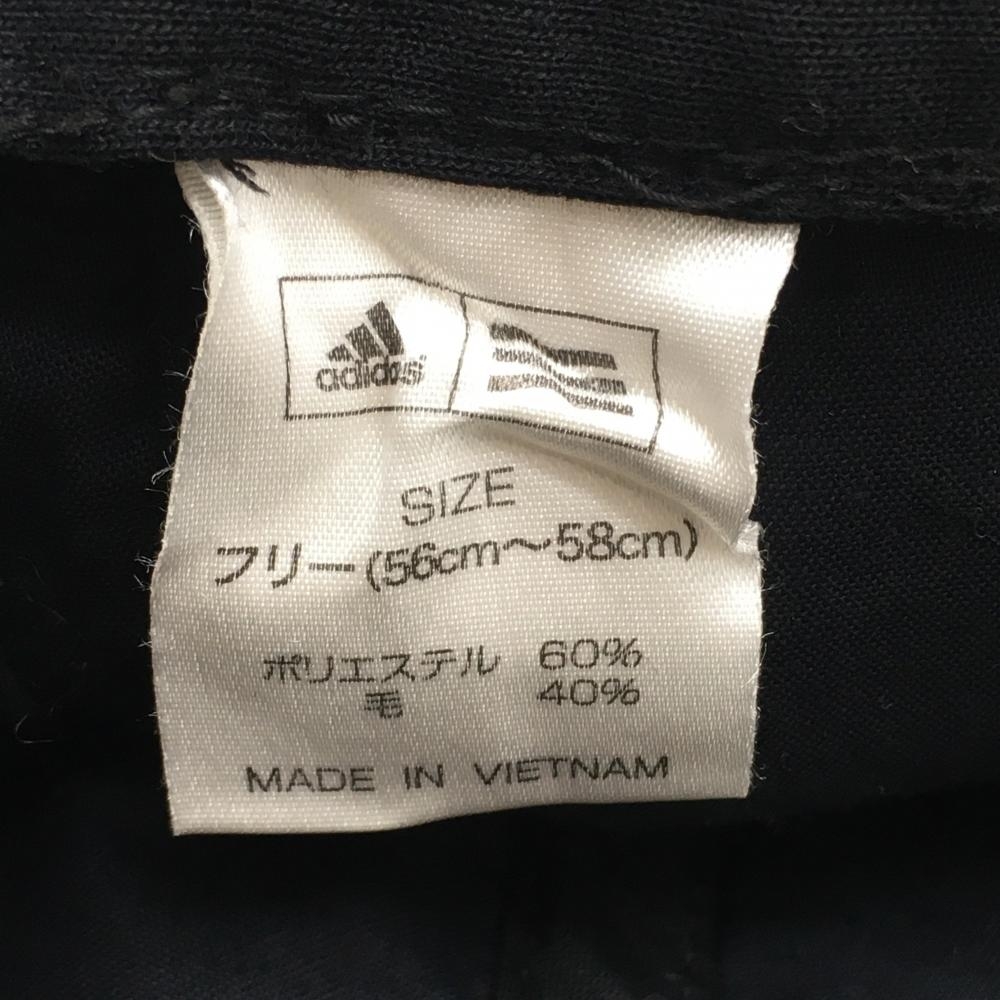 adidas
SIZE
フリー(56cm～58cm)
ポリエステル 60%
毛 40%
MADE IN VIETNAM